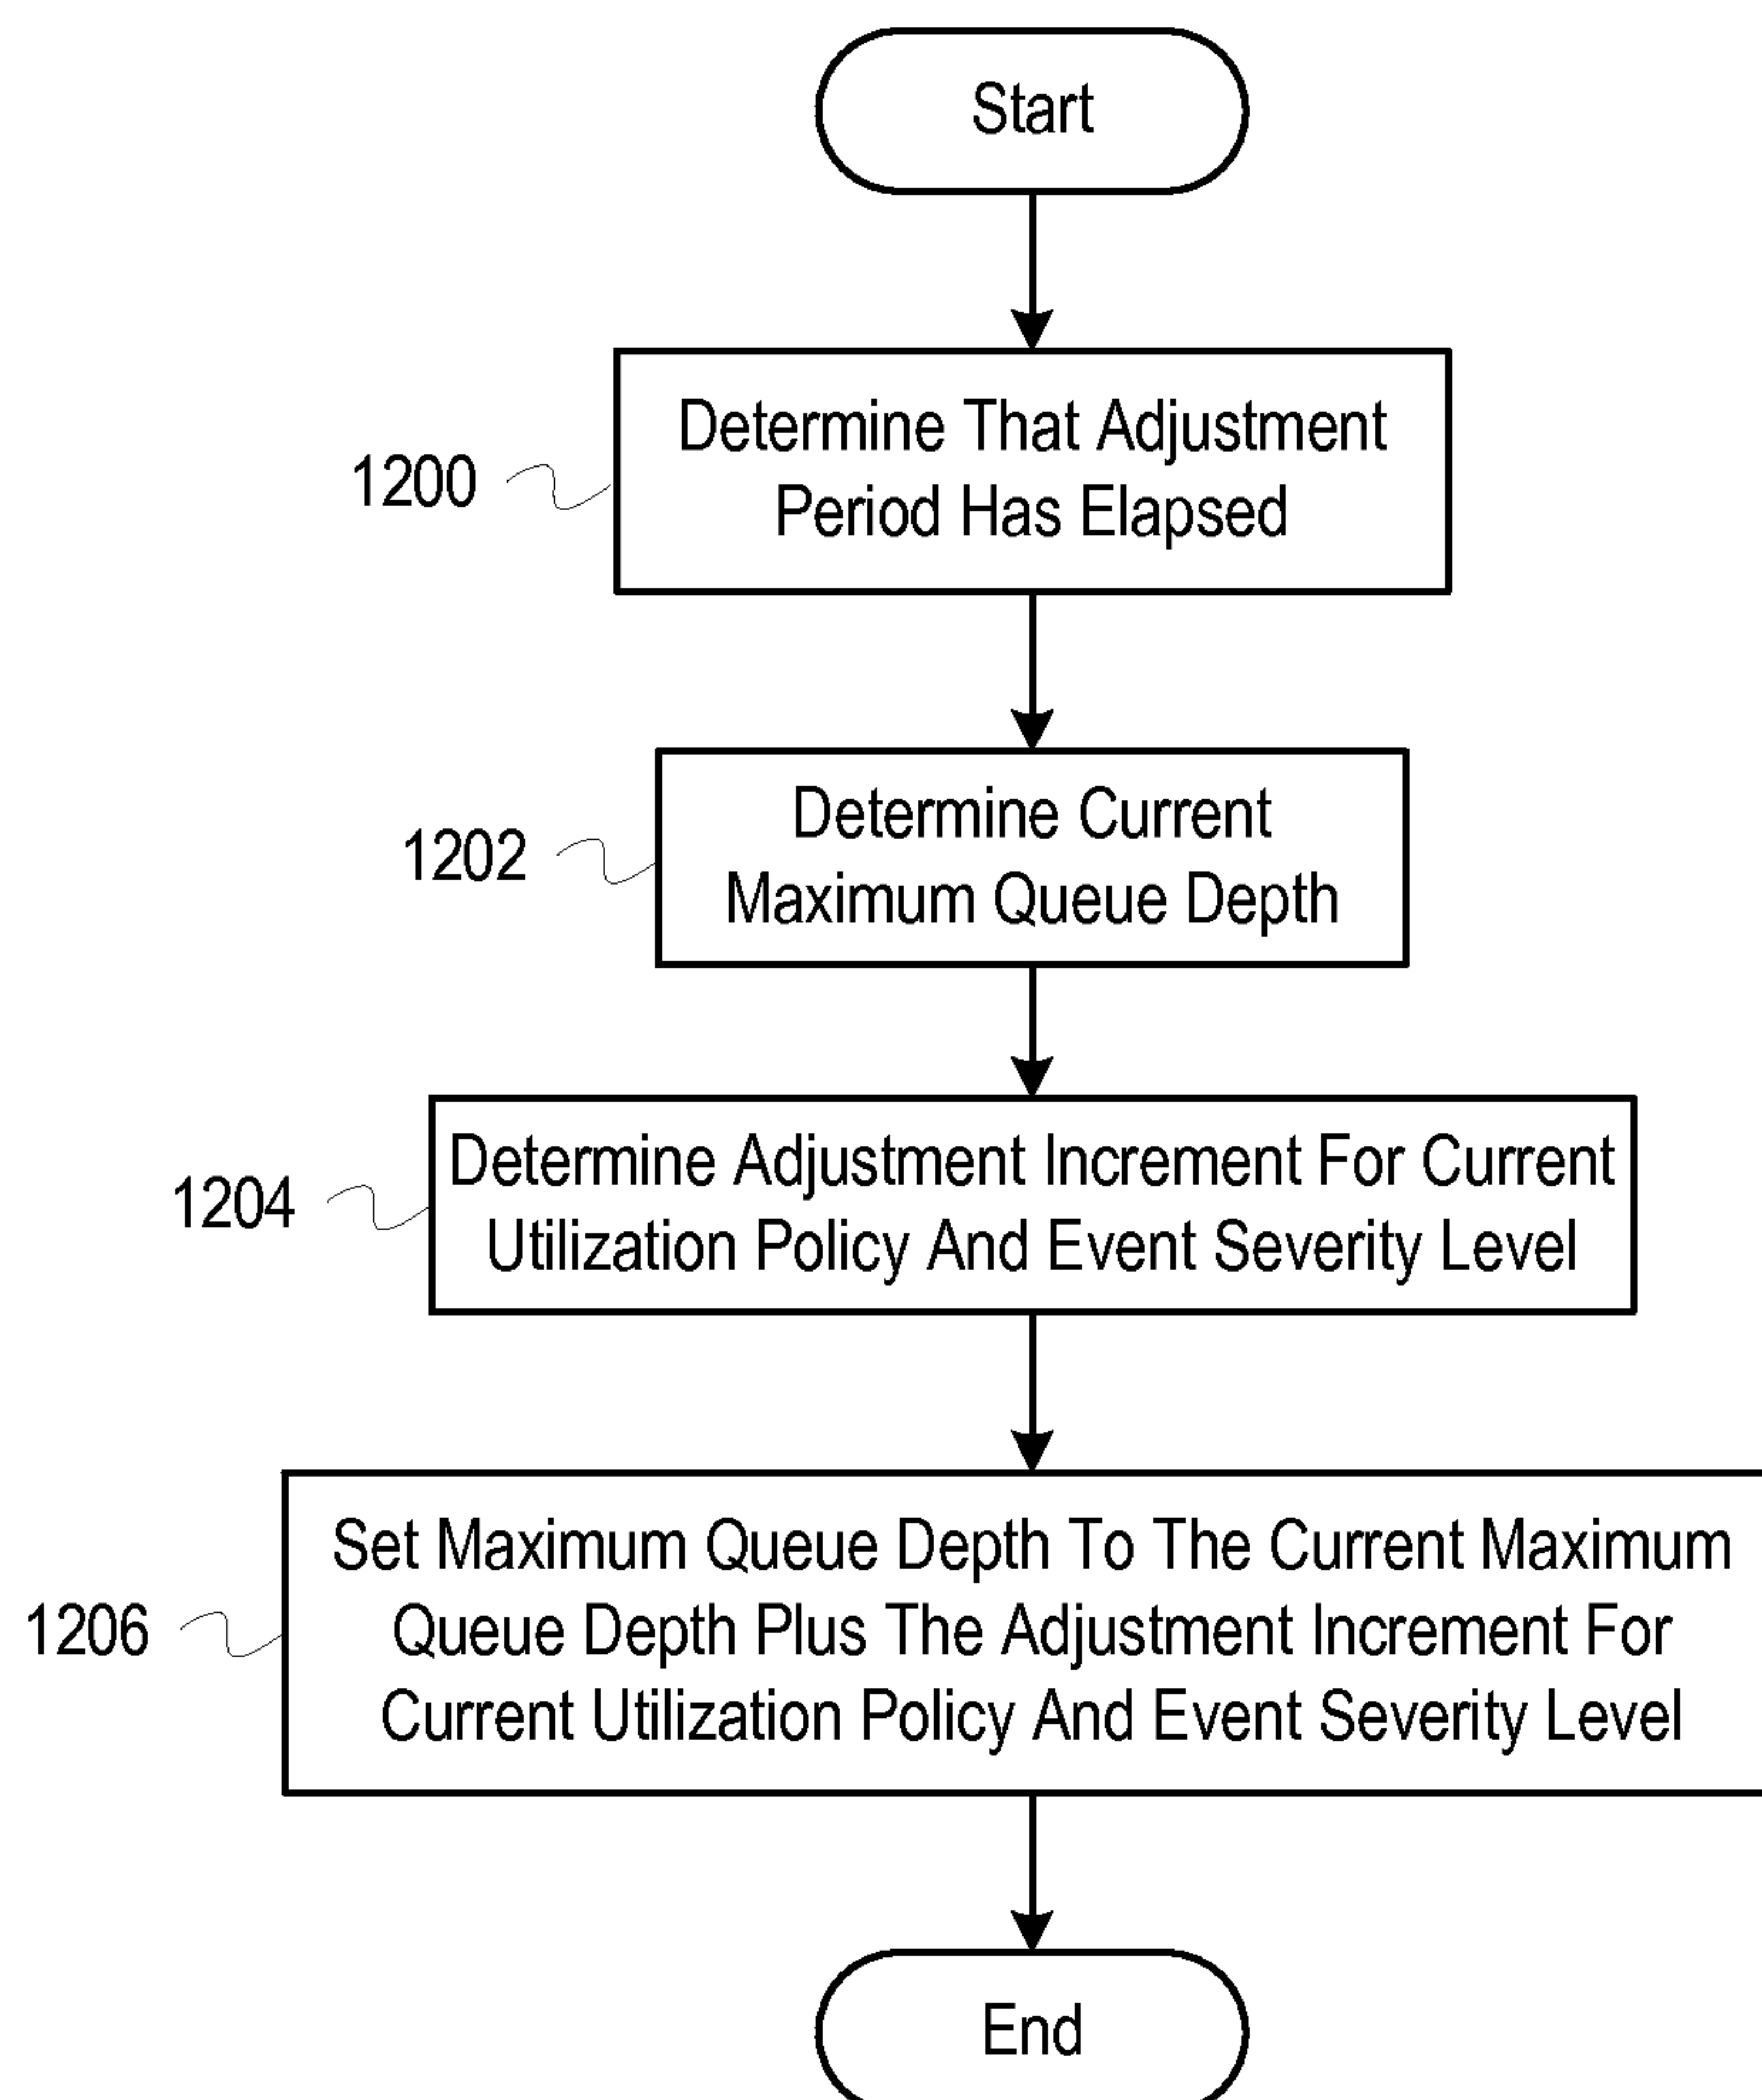 Start
Determine That Adjustment
Period Has Elapsed
1200
Determine Current
Maximum Queue Depth
1202
Determine Adjustment Increment For Current
Utilization Policy And Event Severity Level
1204
Set Maximum Queue Depth To The Current Maximum
Queue Depth Plus The Adjustment Increment For
Current Utilization Policy And Event Severity Level
1206
End